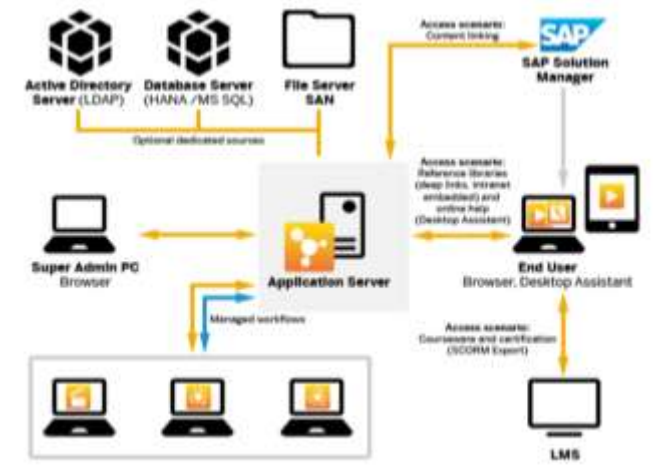 Active Directory
Server (LDAP)
Database Server
(HANA /MS SQL)
File Server
SAN
Optional dedicated sources
Access scenario:
Content linking
SAP
SAP Solution
Manager
Access scenario:
Reference libraries
(deep links, intranet
embedded) and
online help
(Desktop Assistant)
Super Admin PC
Browser
Application Server
End User
Browser, Desktop Assistant
Managed workflows
Access scenario:
Courseware and certification
(SCORM Export)
LMS